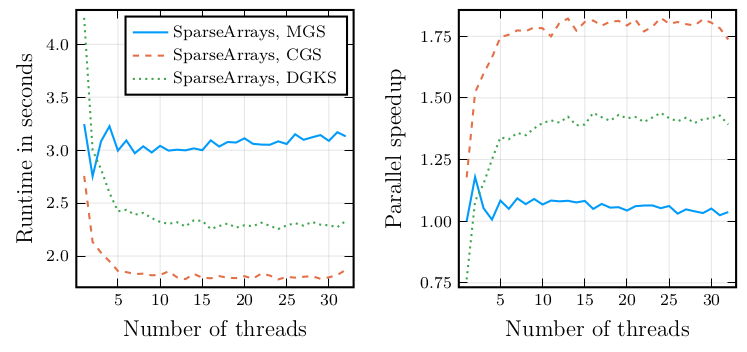 SparseArrays, MGS
SparseArrays, CGS
SparseArrays, DGKS
Runtime in seconds
4.0
3.5
3.0
2.5
2.0
5 10 15 20 25 30
Number of threads
Parallel speedup
1.75
1.50
1.25
1.00
0.75
5 10 15 20 25 30
Number of threads